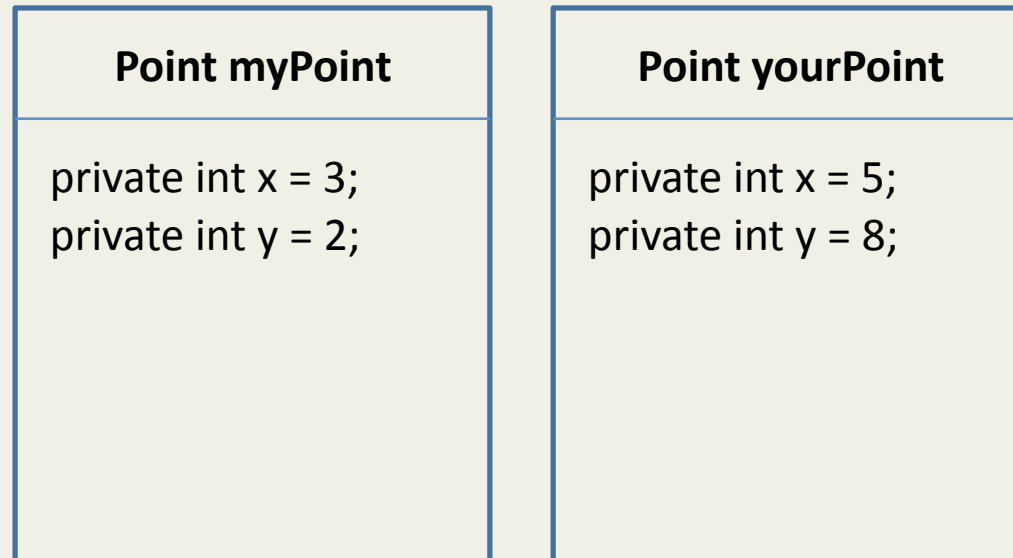 Point myPoint
private int x = 3;
private int y = 2;
Point yourPoint
private int x = 5;
private int y = 8;